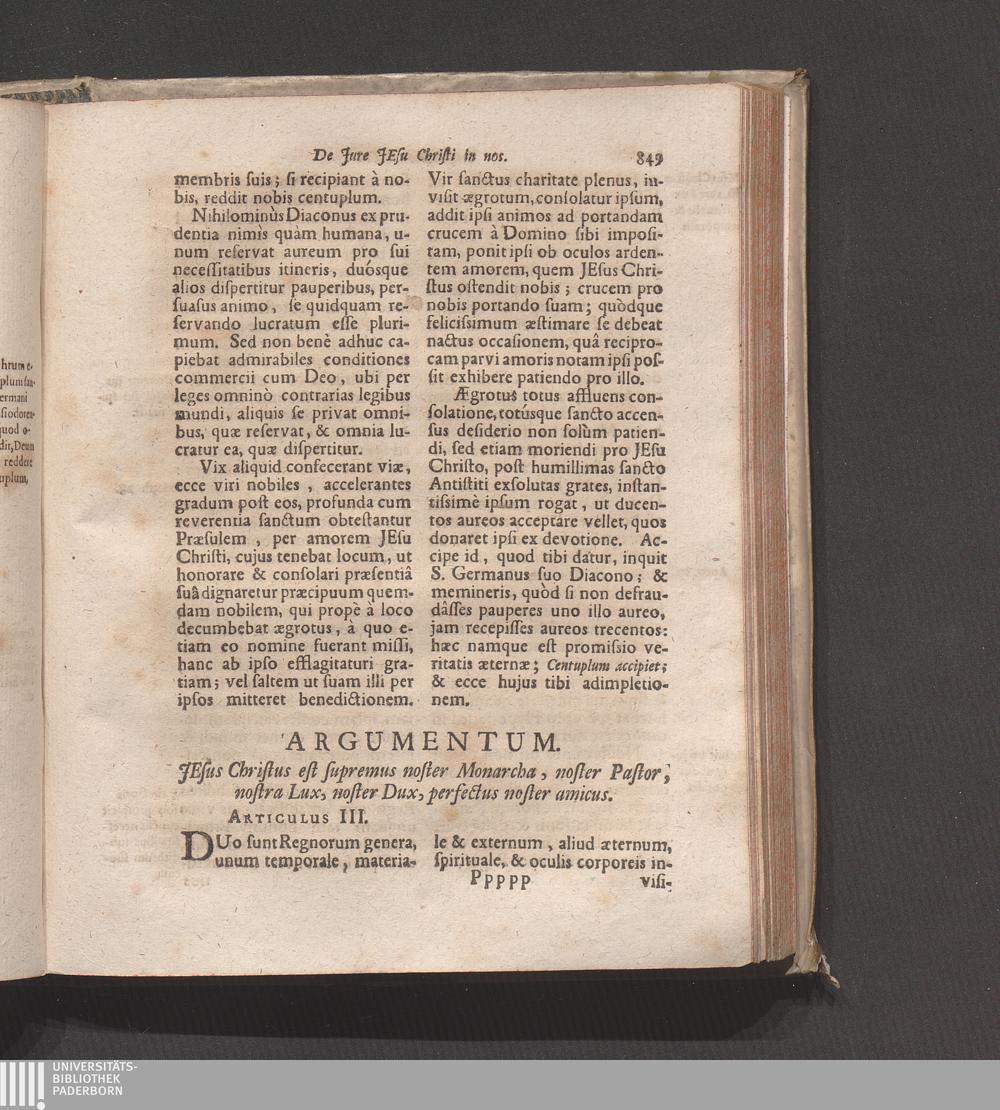 hrum e-
plum san-
ermani
siodoren-
quod o-
dit, Deum
reddere
uplum,
De Jure JEsu Christi in nos. 849
membris suis; si recipiant à no-
bis, reddit nobis centuplum.
Nihilominùs Diaconus ex pru-
dentia nimìs quàm humana, u-
num reservat aureum pro sui
necessitatibus itineris, duósque
alios dispertitur pauperibus, per-
suasus animo, se quidquam re-
servando lucratum esse pluri-
mum. Sed non benè adhuc ca-
piebat admirabiles conditiones
commercii cum Deo, ubi per
leges omninò contrarias legibus
mundi, aliquis se privat omni-
bus, quæ reservat, & omnia lu-
cratur ea, quæ dispertitur.
Vix aliquid confecerant viæ,
ecce viri nobiles, accelerantes
gradum post eos, profunda cum
reverentia sanctum obtestantur
Præsulem, per amorem JEsu
Christi, cujus tenebat locum, ut
honorare & consolari præsentiâ
suâ dignaretur præcipuum quem-
dam nobilem, qui propè à loco
decumbebat ægrotus, à quo e-
tiam eo nomine fuerant missi,
hanc ab ipso efflagitaturi gra-
tiam; vel saltem ut suam illi per
ipsos mitteret benedictionem.
Vir sanctus charitate plenus, in-
visit ægrotum, consolatur ipsum,
addit ipsi animos ad portandam
crucem à Domino sibi imposi-
tam, ponit ipsi ob oculos arden-
tem amorem, quem JEsus Chri-
stus ostendit nobis; crucem pro
nobis portando suam; quòdque
felicissimum æstimare se debeat
nactus occasionem, quâ recipro-
cam parvi amoris notam ipsi pos-
sit exhibere patiendo pro illo.
Ægrotus totus affluens con-
solatione, totúsque sancto accen-
sus desiderio non solùm patien-
di, sed etiam moriendi pro JEsu
Christo, post humillimas sancto
Antistiti exsolutas grates, instan-
tissimè ipsum rogat, ut ducen-
tos aureos acceptare vellet, quos
donaret ipsi ex devotione. Ac-
cipe id, quod tibi datur, inquit
S. Germanus suo Diacono; &
memineris, quòd si non defrau-
dâsses pauperes uno illo aureo,
jam recepisses aureos trecentos:
hæc namque est promissio ve-
ritatis æternæ; Centuplum accipiet;
& ecce hujus tibi adimpletio-
nem.
ARGUMENTUM.
JEsus Christus est supremus noster Monarcha, noster Pastor,
nostra Lux, noster Dux, perfectus noster amicus.
ARTICULUS III.
DUo sunt Regnorum genera,
unum temporale, materia-
le & externum, aliud æternum,
spirituale, & oculis corporeis in-
Ppppp visi-
UNIVERSITÄTS-
BIBLIOTHEK
PADERBORN